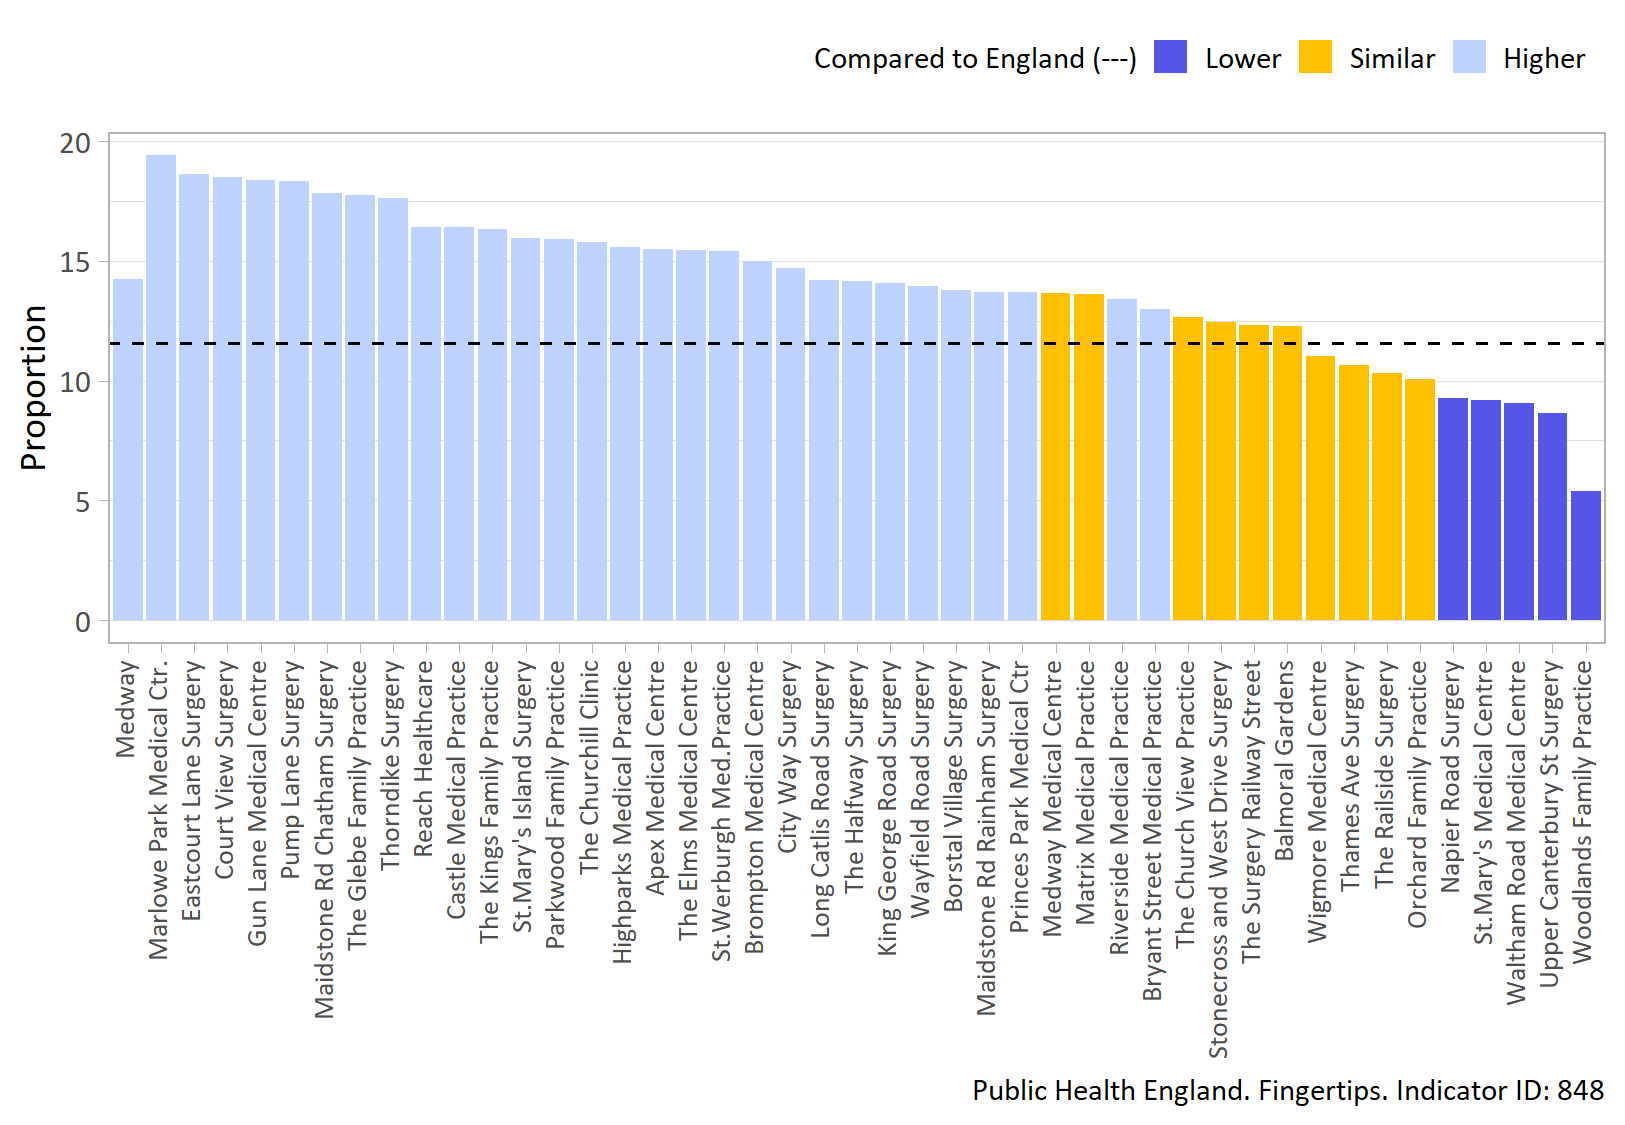 Compared to England (---) Lower Similar Higher
Proportion
20
15
10
5
0
Medway
Marlowe Park Medical Ctr.
Eastcourt Lane Surgery
Court View Surgery
Gun Lane Medical Centre
Pump Lane Surgery
Maidstone Rd Chatham Surgery
The Glebe Family Practice
Thorndike Surgery
Reach Healthcare
Castle Medical Practice
The Kings Family Practice
St.Mary's Island Surgery
Parkwood Family Practice
The Churchill Clinic
Highparks Medical Practice
Apex Medical Centre
The Elms Medical Centre
St.Werburgh Med.Practice
Brompton Medical Centre
City Way Surgery
Long Catlis Road Surgery
The Halfway Surgery
King George Road Surgery
Wayfield Road Surgery
Borstal Village Surgery
Maidstone Rd Rainham Surgery
Princes Park Medical Ctr
Medway Medical Centre
Matrix Medical Practice
Riverside Medical Practice
Bryant Street Medical Practice
The Church View Practice
Stonecross and West Drive Surgery
The Surgery Railway Street
Balmoral Gardens
Wigmore Medical Centre
Thames Ave Surgery
The Railside Surgery
Orchard Family Practice
Napier Road Surgery
St.Mary's Medical Centre
Waltham Road Medical Centre
Upper Canterbury St Surgery
Woodlands Family Practice
Public Health England. Fingertips. Indicator ID: 848